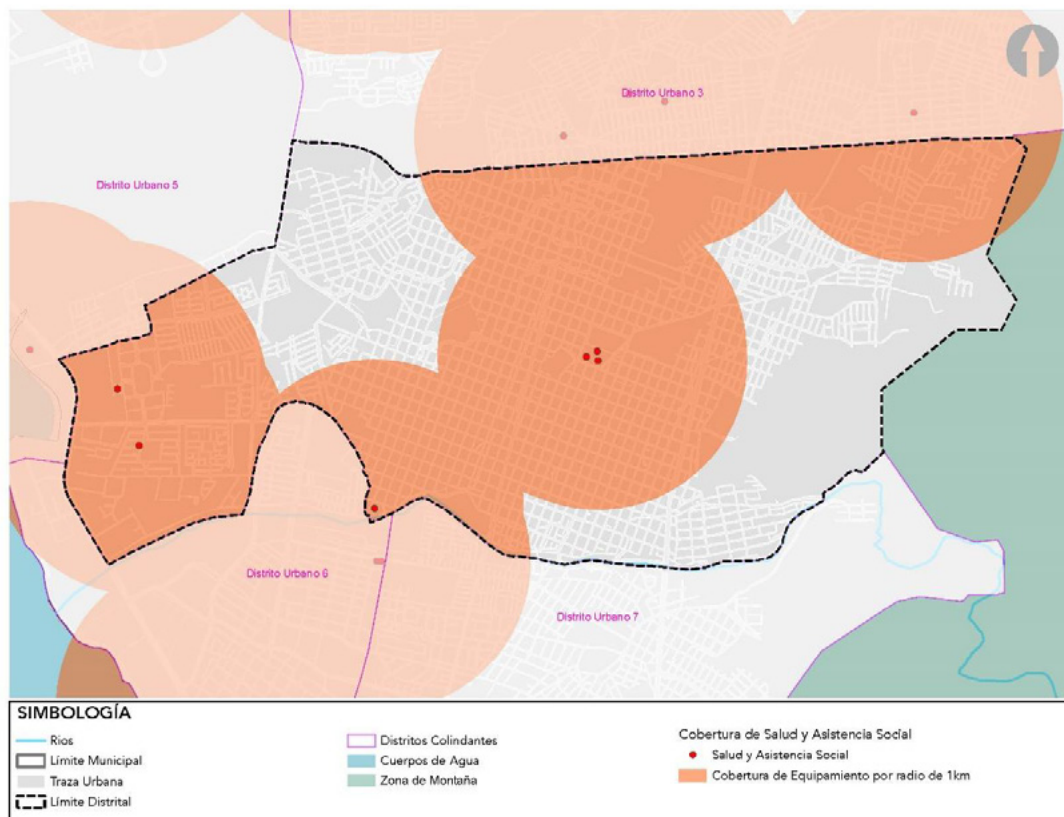 Distrito Urbano 3
Distrito Urbano 5
Distrito Urbano 6
Distrito Urbano 7
SIMBOLOGÍA
Rios
Límite Municipal
Traza Urbana
Límite Distrital
Distritos Colindantes
Cuerpos de Agua
Zona de Montaña
Cobertura de Salud y Asistencia Social
Salud y Asistencia Social
Cobertura de Equipamiento por radio de 1km